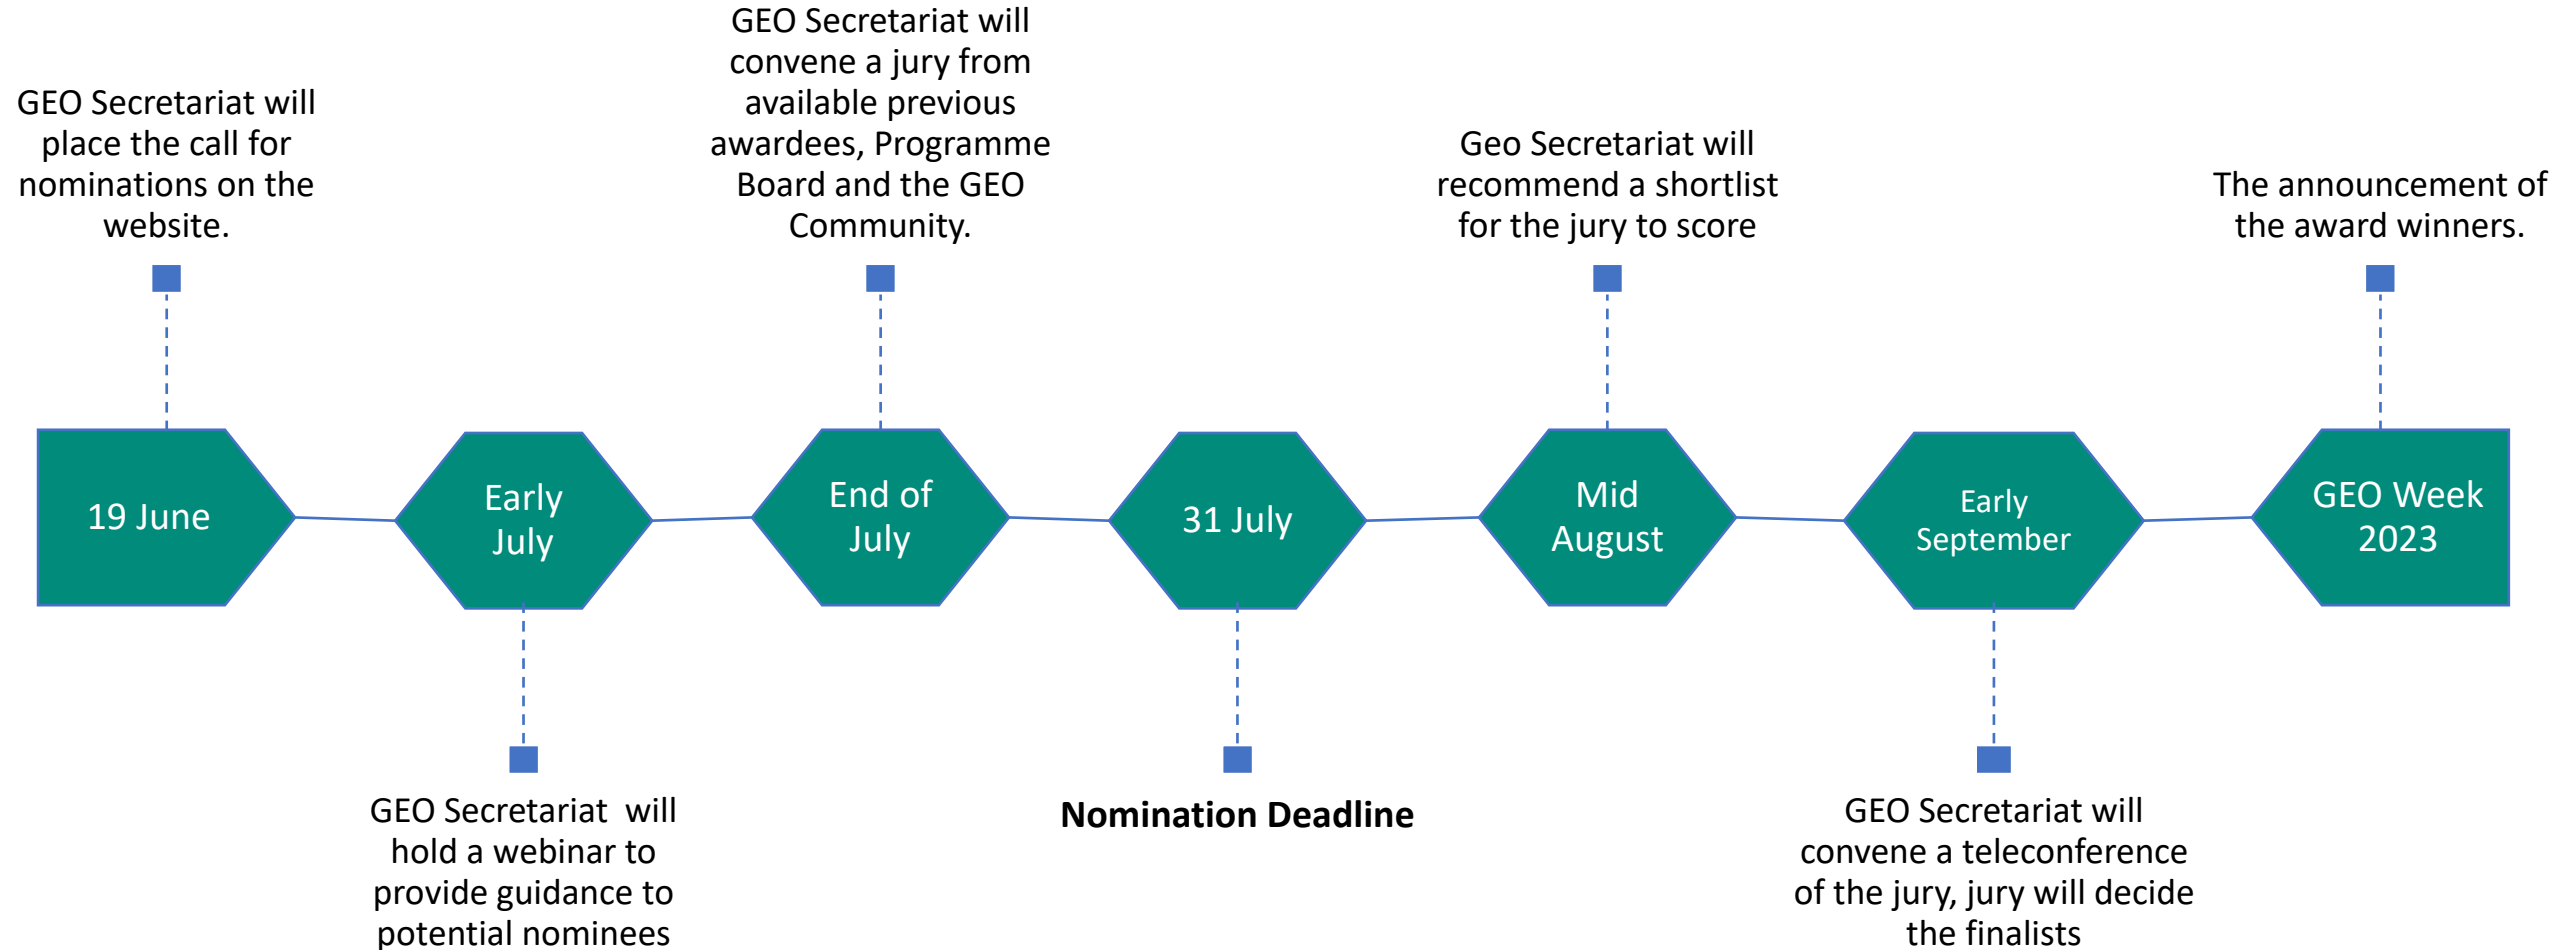 GEO Secretariat will
place the call for
nominations on the
website.
GEO Secretariat will
convene a jury from
available previous
awardees, Programme
Board and the GEO
Community.
Geo Secretariat will
recommend a shortlist
for the jury to score
The announcement of
the award winners.
19 June
Early
July
End of
July
31 July
Mid
August
Early
September
GEO Week
2023
GEO Secretariat  will
hold a webinar to
provide guidance to
potential nominees
Nomination Deadline
GEO Secretariat will
convene a teleconference
of the jury, jury will decide
the finalists